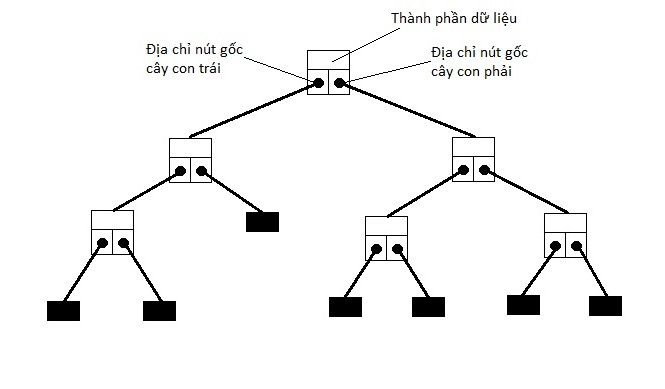 Thành phần dữ liệu
Địa chỉ nút gốc
cây con trái
Địa chỉ nút gốc
cây con phải